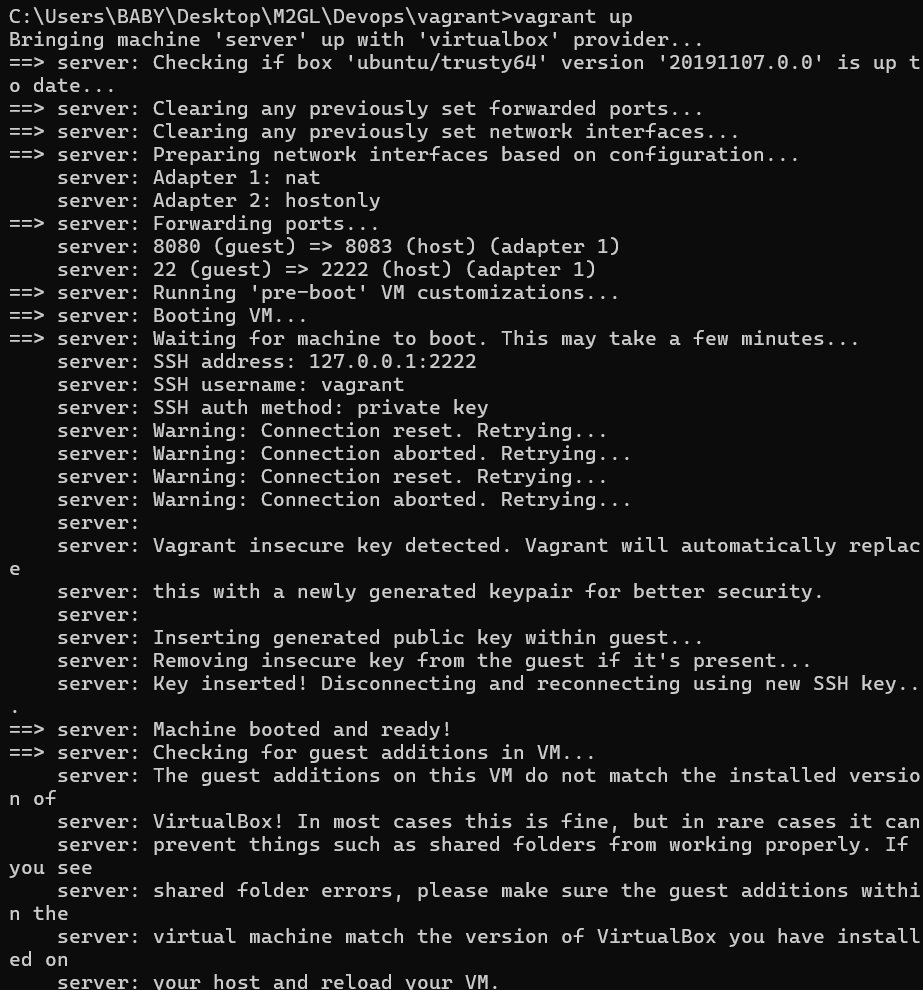 C:\Users\BABY\Desktop\M2GL\Devops\vagrant>vagrant up
Bringing machine 'server' up with 'virtualbox' provider...
==> server: Checking if box 'ubuntu/trusty64' version '20191107.0.0' is up t
o date...
==> server: Clearing any previously set forwarded ports...
==> server: Clearing any previously set network interfaces...
==> server: Preparing network interfaces based on configuration...
    server: Adapter 1: nat
    server: Adapter 2: hostonly
==> server: Forwarding ports...
    server: 8080 (guest) => 8083 (host) (adapter 1)
    server: 22 (guest) => 2222 (host) (adapter 1)
==> server: Running 'pre-boot' VM customizations...
==> server: Booting VM...
==> server: Waiting for machine to boot. This may take a few minutes...
    server: SSH address: 127.0.0.1:2222
    server: SSH username: vagrant
    server: SSH auth method: private key
    server: Warning: Connection reset. Retrying...
    server: Warning: Connection aborted. Retrying...
    server: Warning: Connection reset. Retrying...
    server: Warning: Connection aborted. Retrying...
    server:
    server: Vagrant insecure key detected. Vagrant will automatically replac
e
    server: this with a newly generated keypair for better security.
    server:
    server: Inserting generated public key within guest...
    server: Removing insecure key from the guest if it's present...
    server: Key inserted! Disconnecting and reconnecting using new SSH key..
.
==> server: Machine booted and ready!
==> server: Checking for guest additions in VM...
    server: The guest additions on this VM do not match the installed versio
n of
    server: VirtualBox! In most cases this is fine, but in rare cases it can
    server: prevent things such as shared folders from working properly. If
you see
    server: shared folder errors, please make sure the guest additions withi
n the
    server: virtual machine match the version of VirtualBox you have install
ed on
    server: your host and reload your VM.